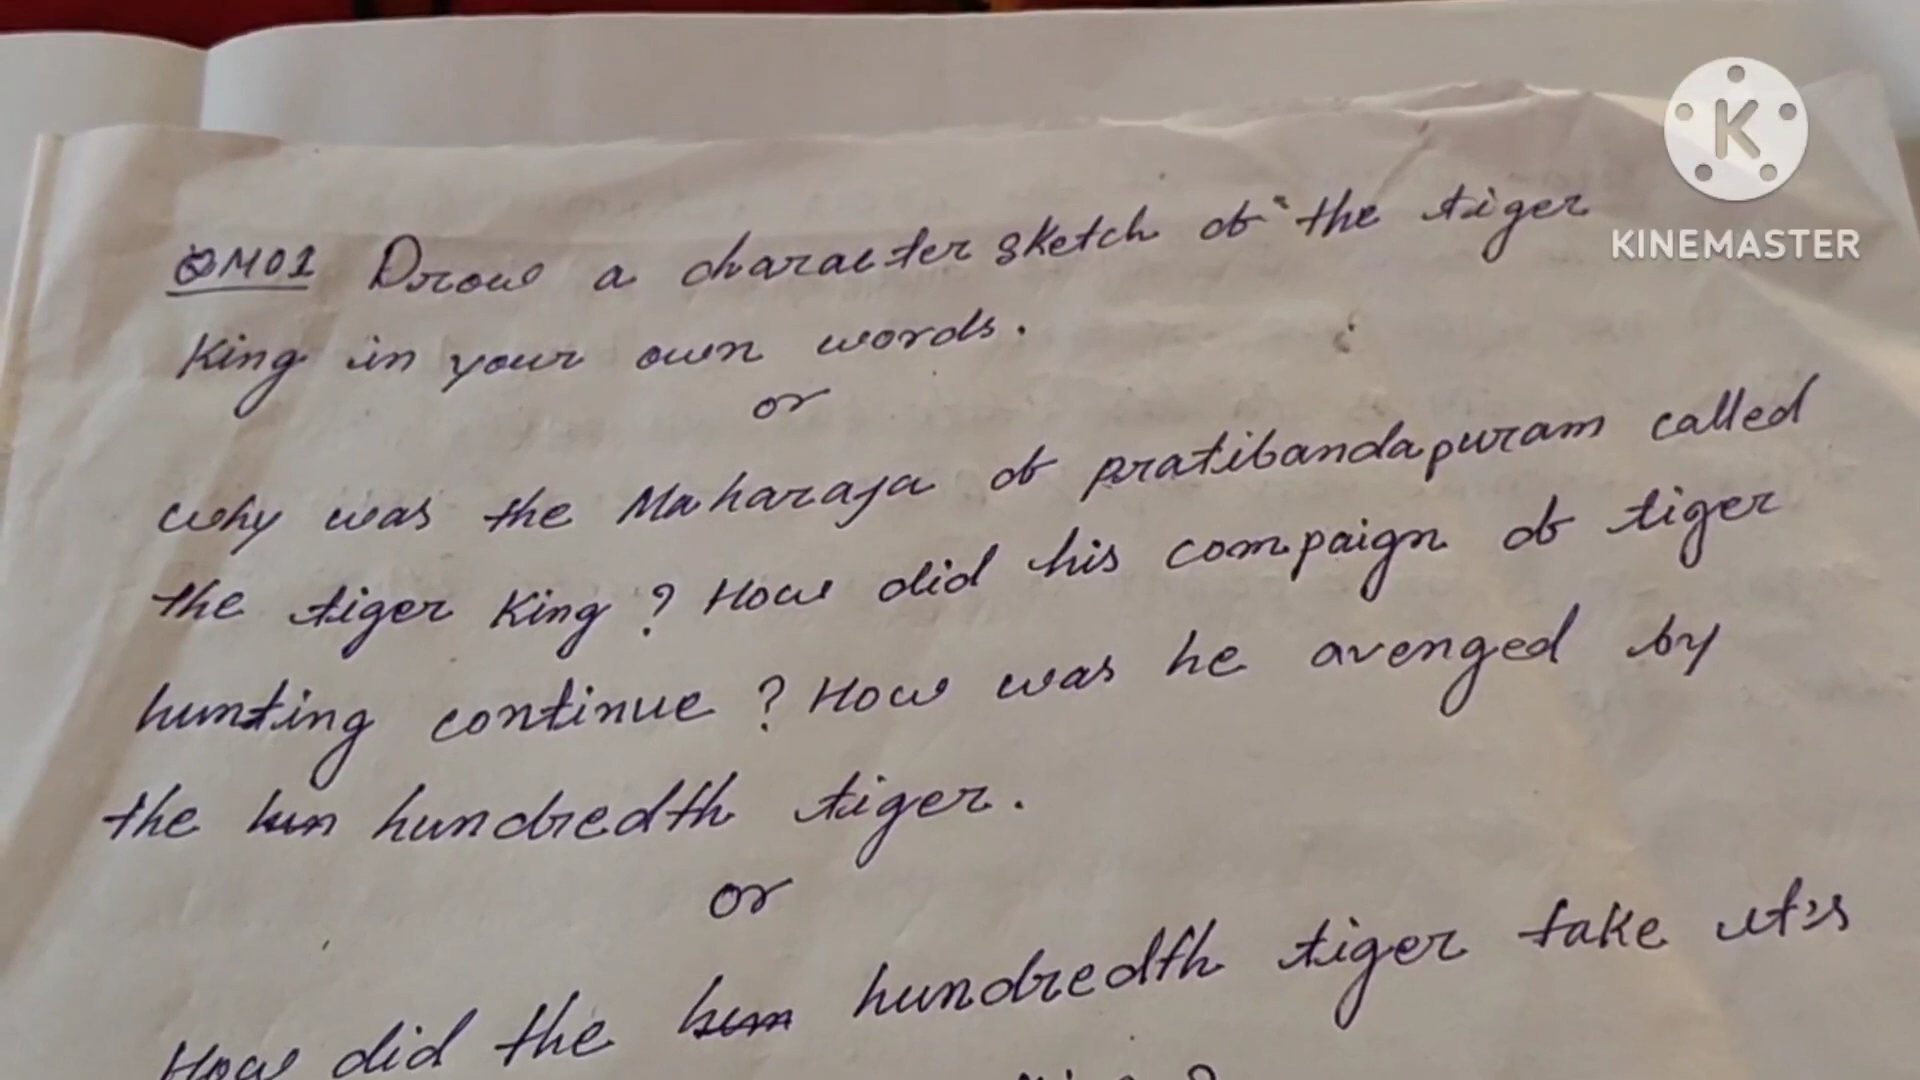 QN01 Draw a character sketch of the tiger
King in your own words.
or
why was the Maharaja of pratibandapuram called
the tiger King? How did his compaign of tiger
hunting continue? How was he avenged by
the hun hundredth tiger.
or
How did the hun hundredth tiger take it's
KINEMASTER